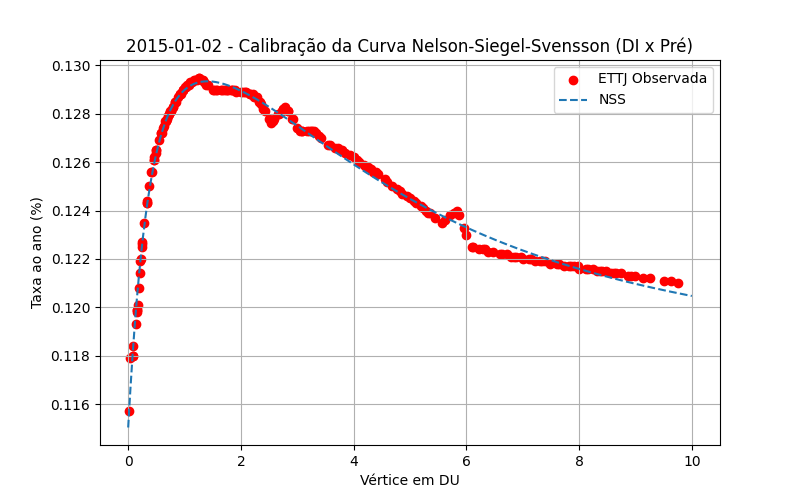 2015-01-02 - Calibração da Curva Nelson-Siegel-Svensson (DI x Pré)
ETTJ Observada
NSS
Taxa ao ano (%)
0.130
0.128
0.126
0.124
0.122
0.120
0.118
0.116
0 2 4 6 8 10
Vértice em DU